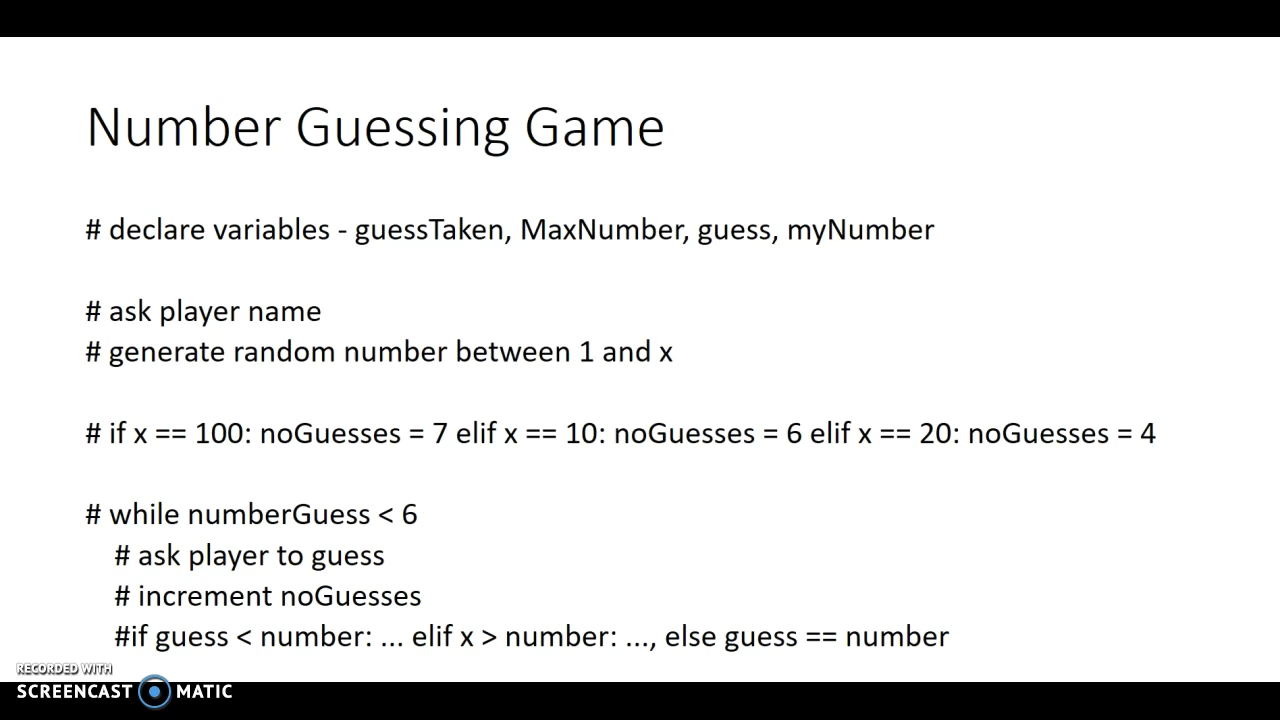 Number Guessing Game
# declare variables - guessTaken, MaxNumber, guess, myNumber
# ask player name
# generate random number between 1 and x
# if x == 100: noGuesses = 7 elif x == 10: noGuesses = 6 elif x == 20: noGuesses = 4
# while numberGuess < 6
# ask player to guess
# increment noGuesses
#if guess < number: ... elif x > number: ..., else guess == number
RECORDED WITH
SCREENCAST MATIC